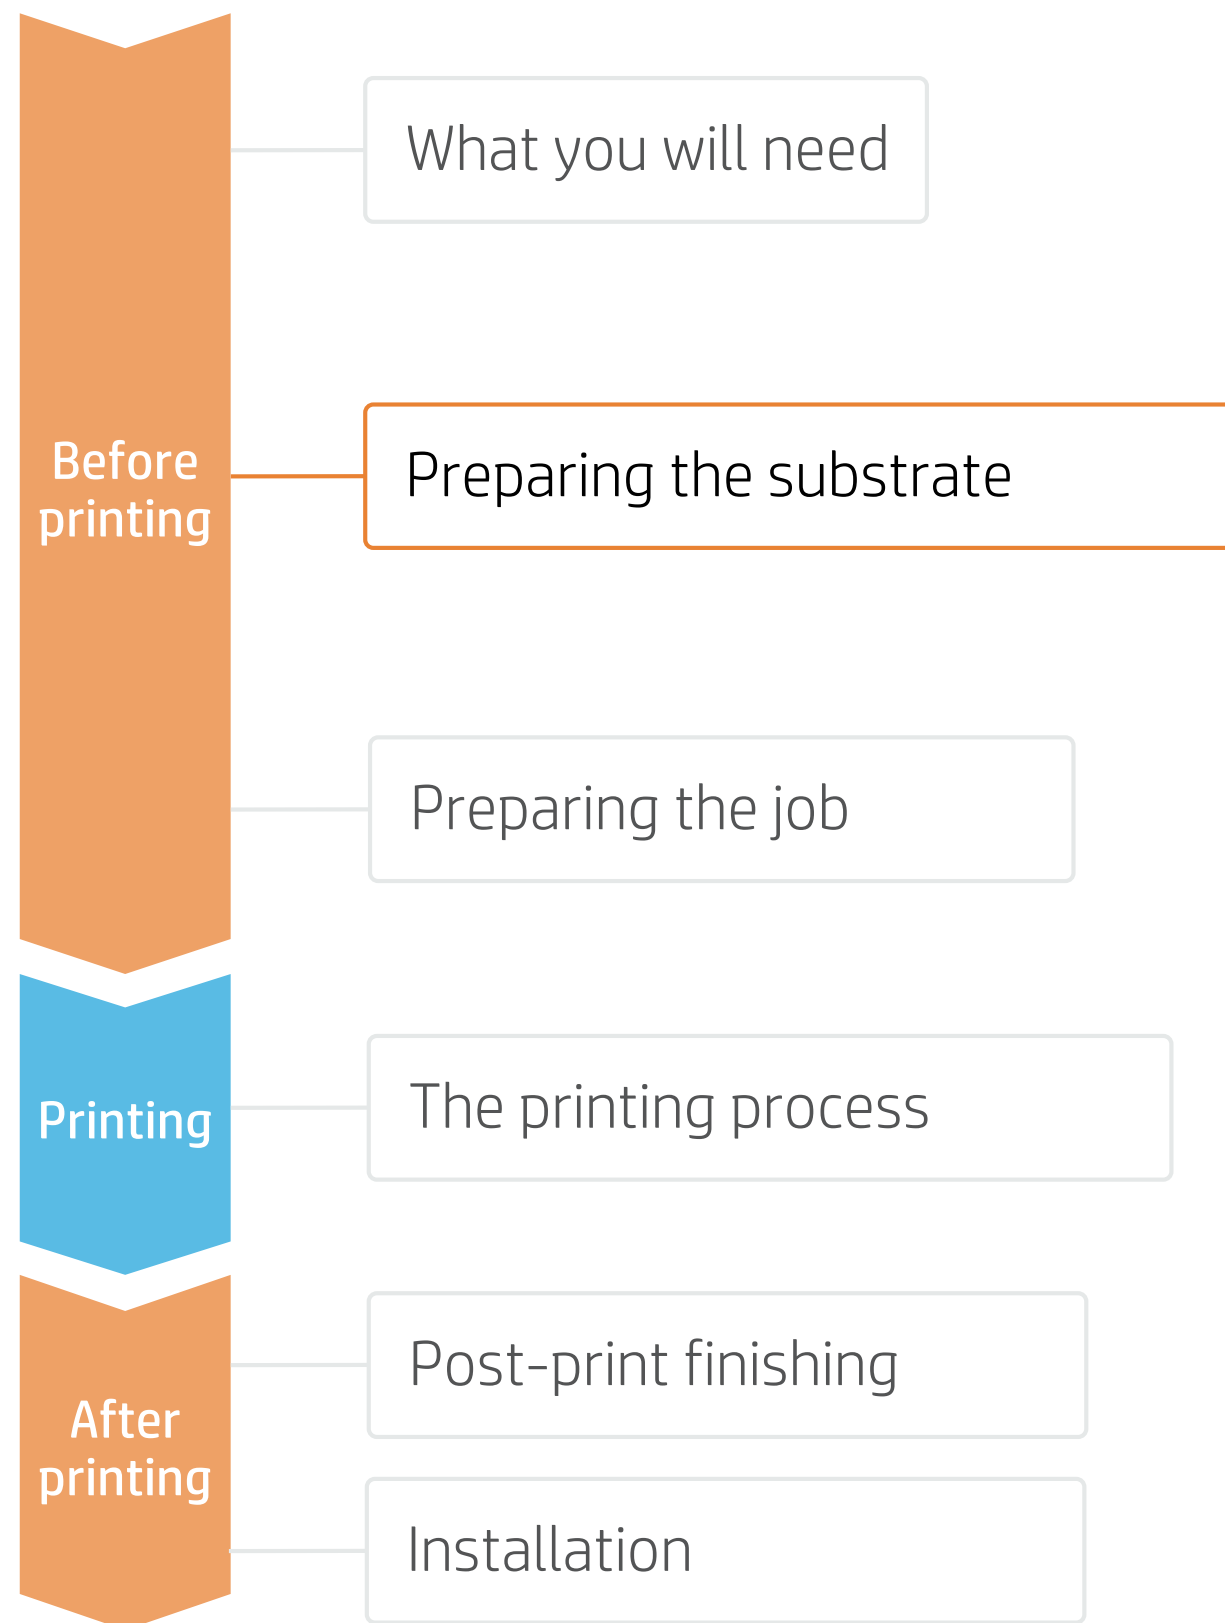 What you will need
Before
printing
Preparing the substrate
Preparing the job
Printing
The printing process
After
printing
Post-print finishing
Installation